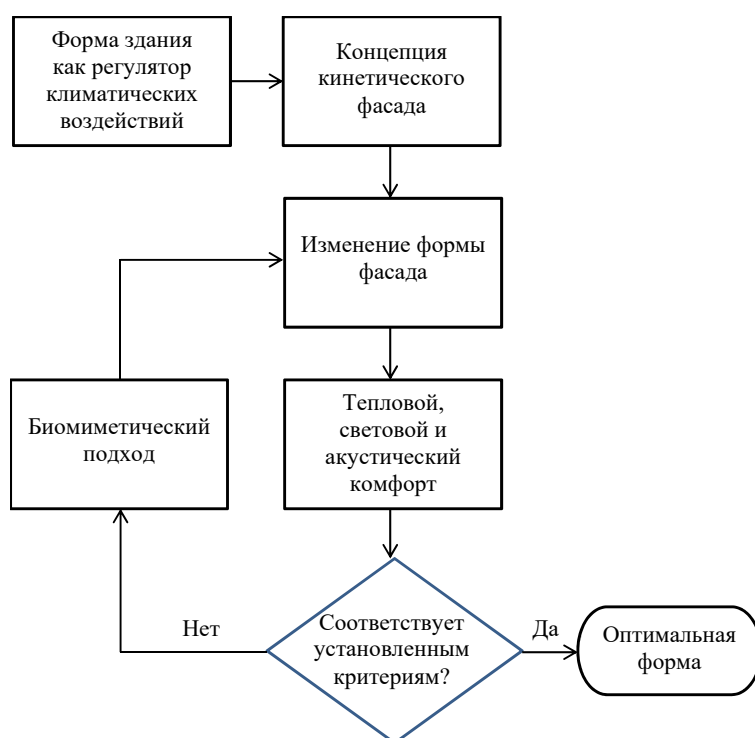 Форма здания
как регулятор
климатических
воздействий
Концепция
кинетического
фасада
Изменение формы
фасада
Биомиметический
подход
Тепловой,
световой и
акустический
комфорт
Нет
Соответствует
установленным
критериям?
Да
Оптимальная
форма